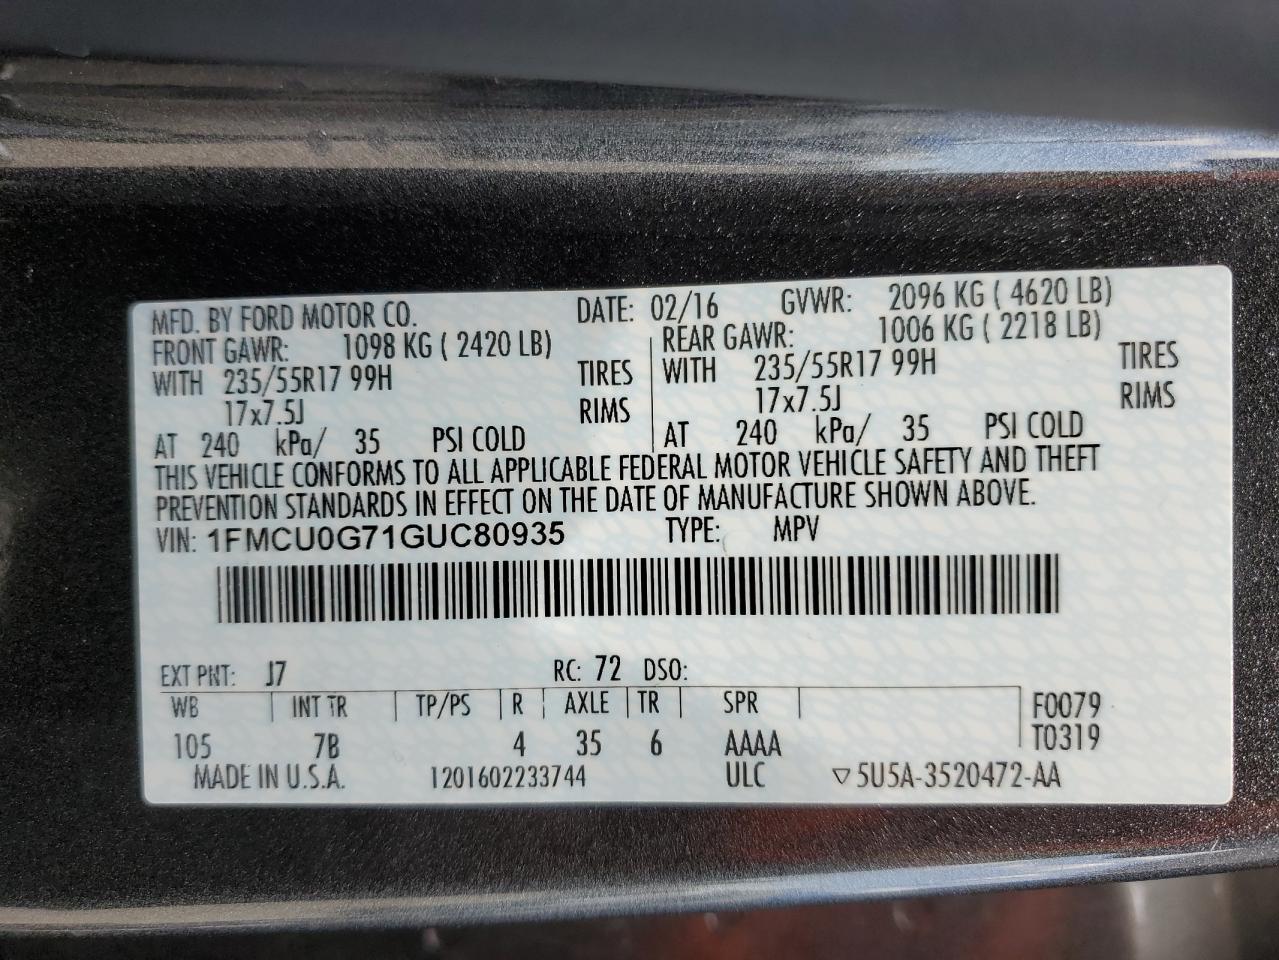 MFD. BY FORD MOTOR CO. DATE: 02/16 GVWR: 2096 KG ( 4620 LB)
FRONT GAWR: 1098 KG ( 2420 LB) REAR GAWR: 1006 KG ( 2218 LB)
WITH 235/55R17 99H TIRES WITH 235/55R17 99H TIRES
17x7.5J RIMS 17x7.5J RIMS
AT 240 kPa/ 35 PSI COLD AT 240 kPa/ 35 PSI COLD
THIS VEHICLE CONFORMS TO ALL APPLICABLE FEDERAL MOTOR VEHICLE SAFETY AND THEFT
PREVENTION STANDARDS IN EFFECT ON THE DATE OF MANUFACTURE SHOWN ABOVE.
VIN: 1FMCU0G71GUC80935 TYPE: MPV
EXT PNT: J7 RC: 72 DSO:
WB INT TR TP/PS R AXLE TR SPR F0079
105 7B 4 35 6 AAAA T0319
MADE IN U.S.A. 1201602233744 ULC ▽5U5A-3520472-AA